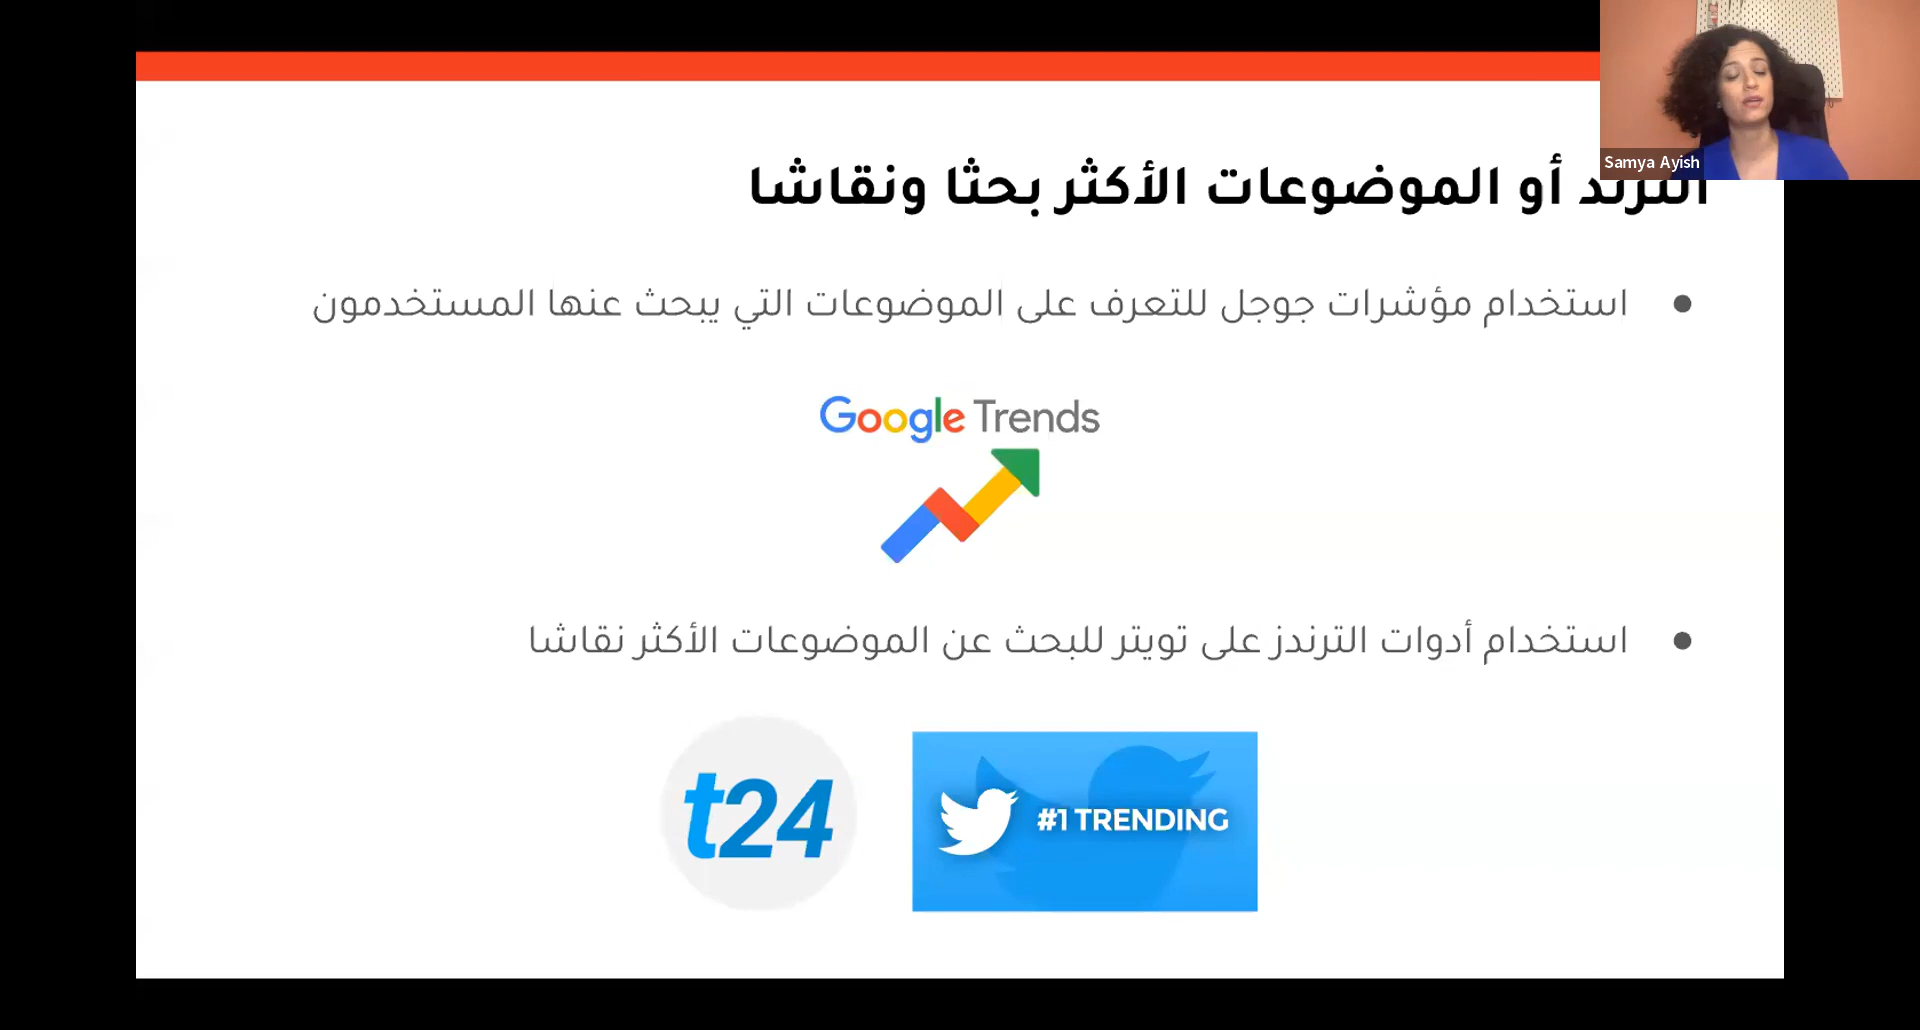 Samya Ayish
الترند أو الموضوعات الأكثر بحثا ونقاشا
● استخدام مؤشرات جوجل للتعرف على الموضوعات التي يبحث عنها المستخدمون
Google Trends
● استخدام أدوات الترندز على تويتر للبحث عن الموضوعات الأكثر نقاشا
t24
#1 TRENDING